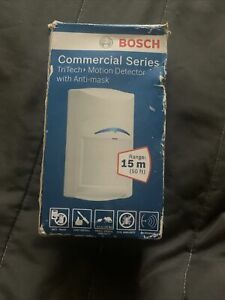 BOSCH
Commercial Series
TriTech+ Motion Detector
with Anti-mask
Range:
15 m
(50 ft)